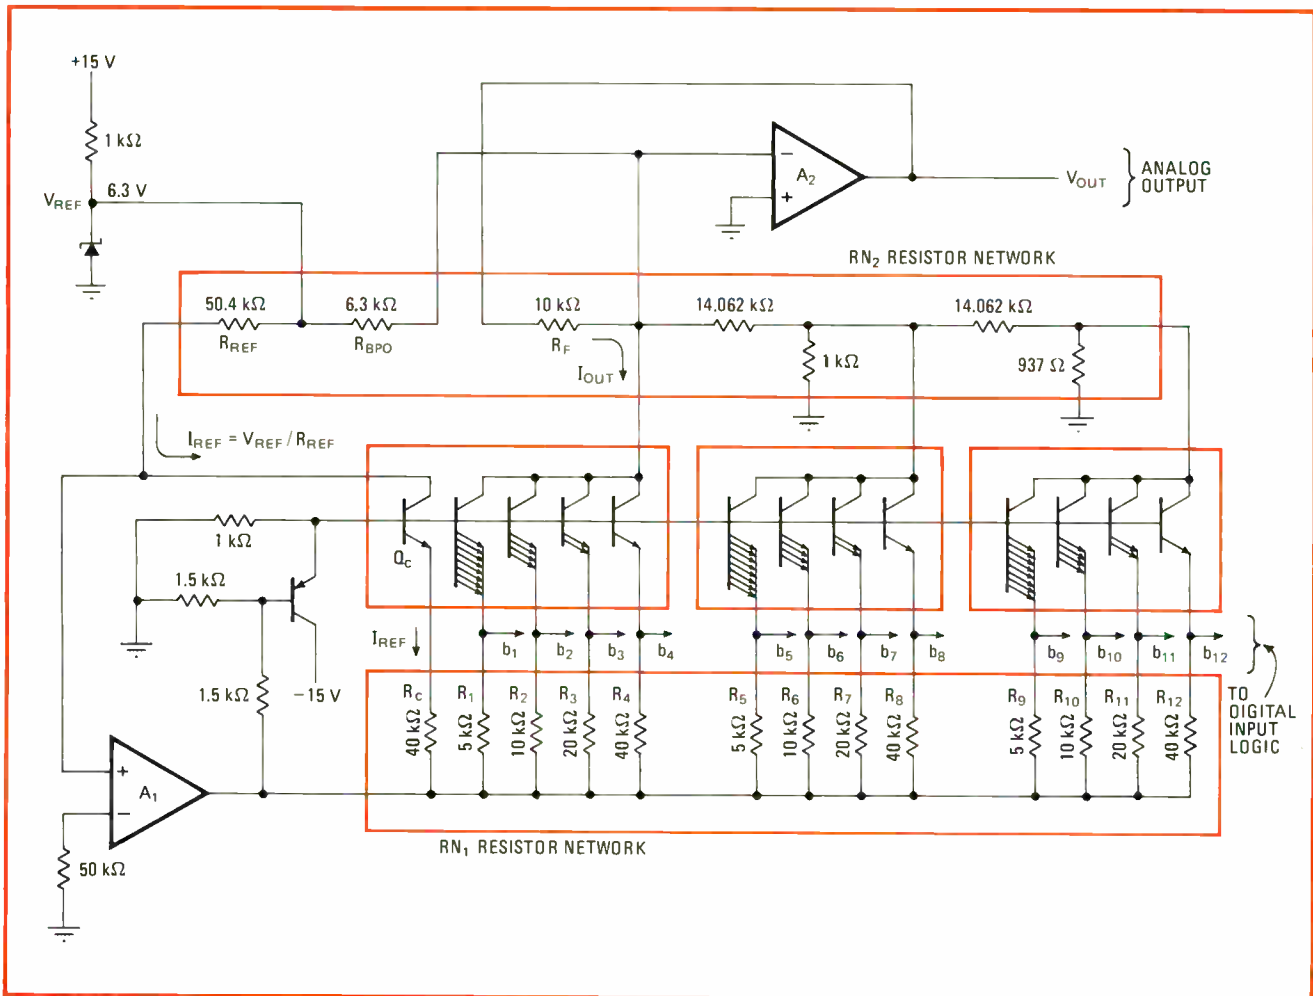 +15 V
1 kΩ
V_REF 6.3 V
A₂
V_OUT
ANALOG
OUTPUT
RN₂ RESISTOR NETWORK
50.4 kΩ
R_REF
6.3 kΩ
R_BPO
10 kΩ
R_F
I_OUT
14.062 kΩ
1 kΩ
14.062 kΩ
937 Ω
I_REF = V_REF/R_REF
1 kΩ
1.5 kΩ
1.5 kΩ
−15 V
Q_c
I_REF
b₁
b₂
b₃
b₄
b₅
b₆
b₇
b₈
b₉
b₁₀
b₁₁
b₁₂
TO
DIGITAL
INPUT
LOGIC
R_C
40 kΩ
R₁
5 kΩ
R₂
10 kΩ
R₃
20 kΩ
R₄
40 kΩ
R₅
5 kΩ
R₆
10 kΩ
R₇
20 kΩ
R₈
40 kΩ
R₉
5 kΩ
R₁₀
10 kΩ
R₁₁
20 kΩ
R₁₂
40 kΩ
A₁
50 kΩ
RN₁ RESISTOR NETWORK